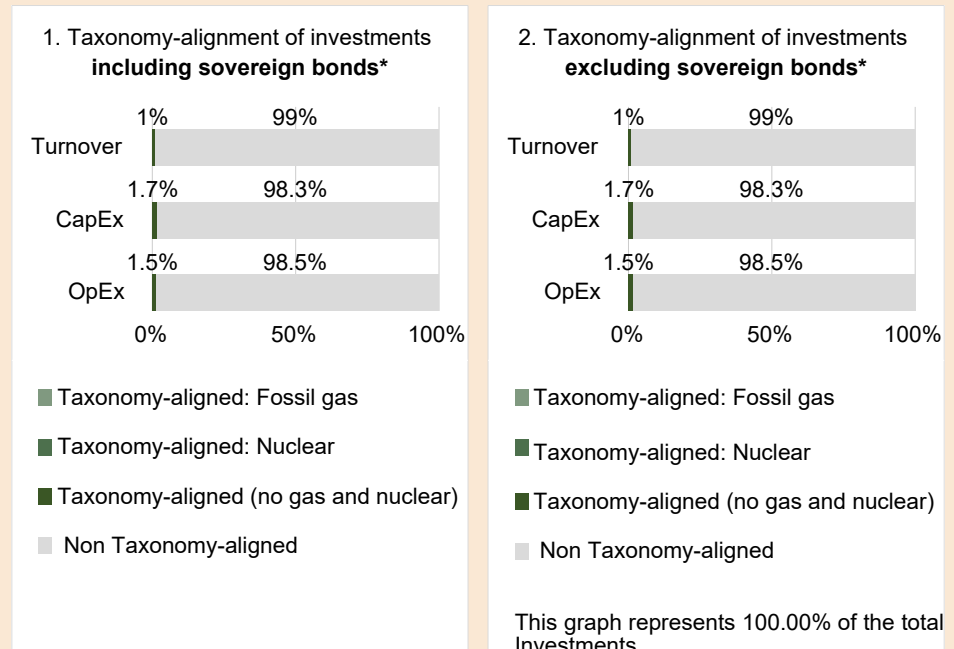 1. Taxonomy-alignment of investments
including sovereign bonds*
1% 99%
Turnover
1.7% 98.3%
CapEx
1.5% 98.5%
OpEx
0% 50% 100%
Taxonomy-aligned: Fossil gas
Taxonomy-aligned: Nuclear
Taxonomy-aligned (no gas and nuclear)
Non Taxonomy-aligned
2. Taxonomy-alignment of investments
excluding sovereign bonds*
1% 99%
Turnover
1.7% 98.3%
CapEx
1.5% 98.5%
OpEx
0% 50% 100%
Taxonomy-aligned: Fossil gas
Taxonomy-aligned: Nuclear
Taxonomy-aligned (no gas and nuclear)
Non Taxonomy-aligned
This graph represents 100.00% of the total
Investments